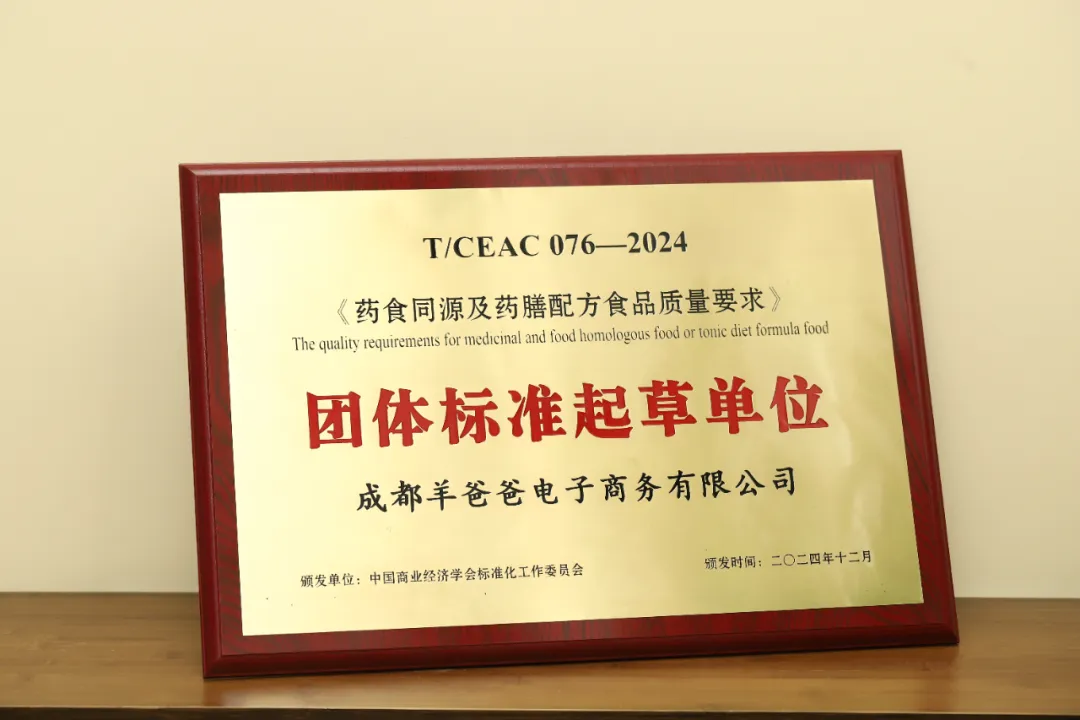 T/CEAC 076—2024
《药食同源及药膳配方食品质量要求》
The quality requirements for medicinal and food homologous food or tonic diet formula food
团体标准起草单位
成都羊爸爸电子商务有限公司
颁发单位：中国商业经济学会标准化工作委员会
颁发时间：二〇二四年十二月